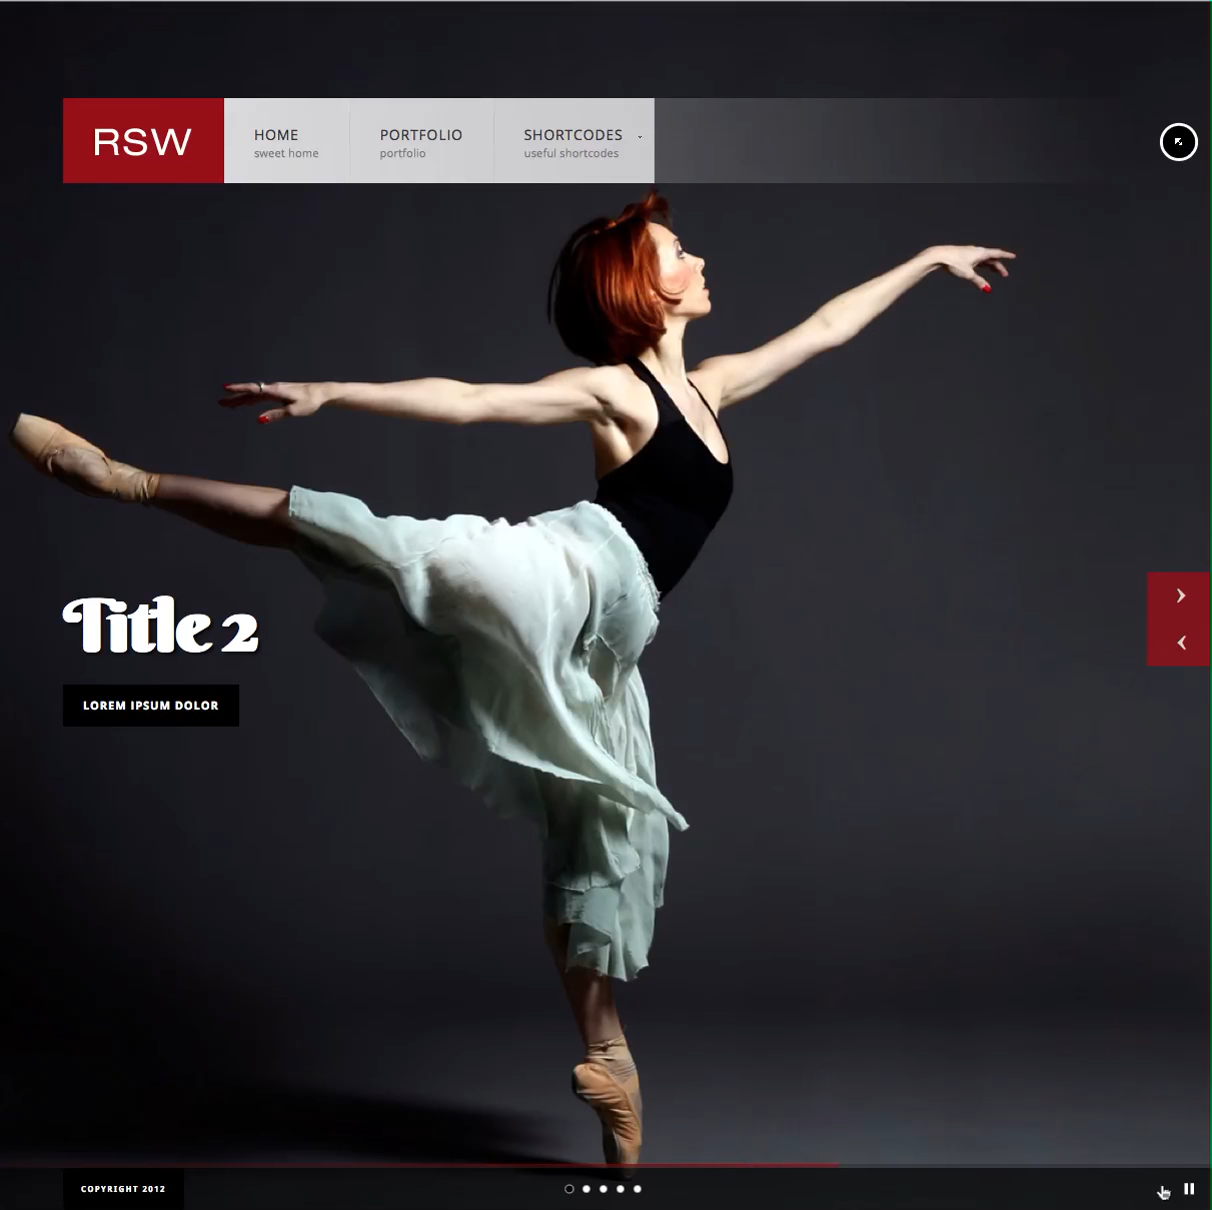 RSW
HOME
sweet home
PORTFOLIO
portfolio
SHORTCODES
useful shortcodes
Title 2
LOREM IPSUM DOLOR
COPYRIGHT 2012